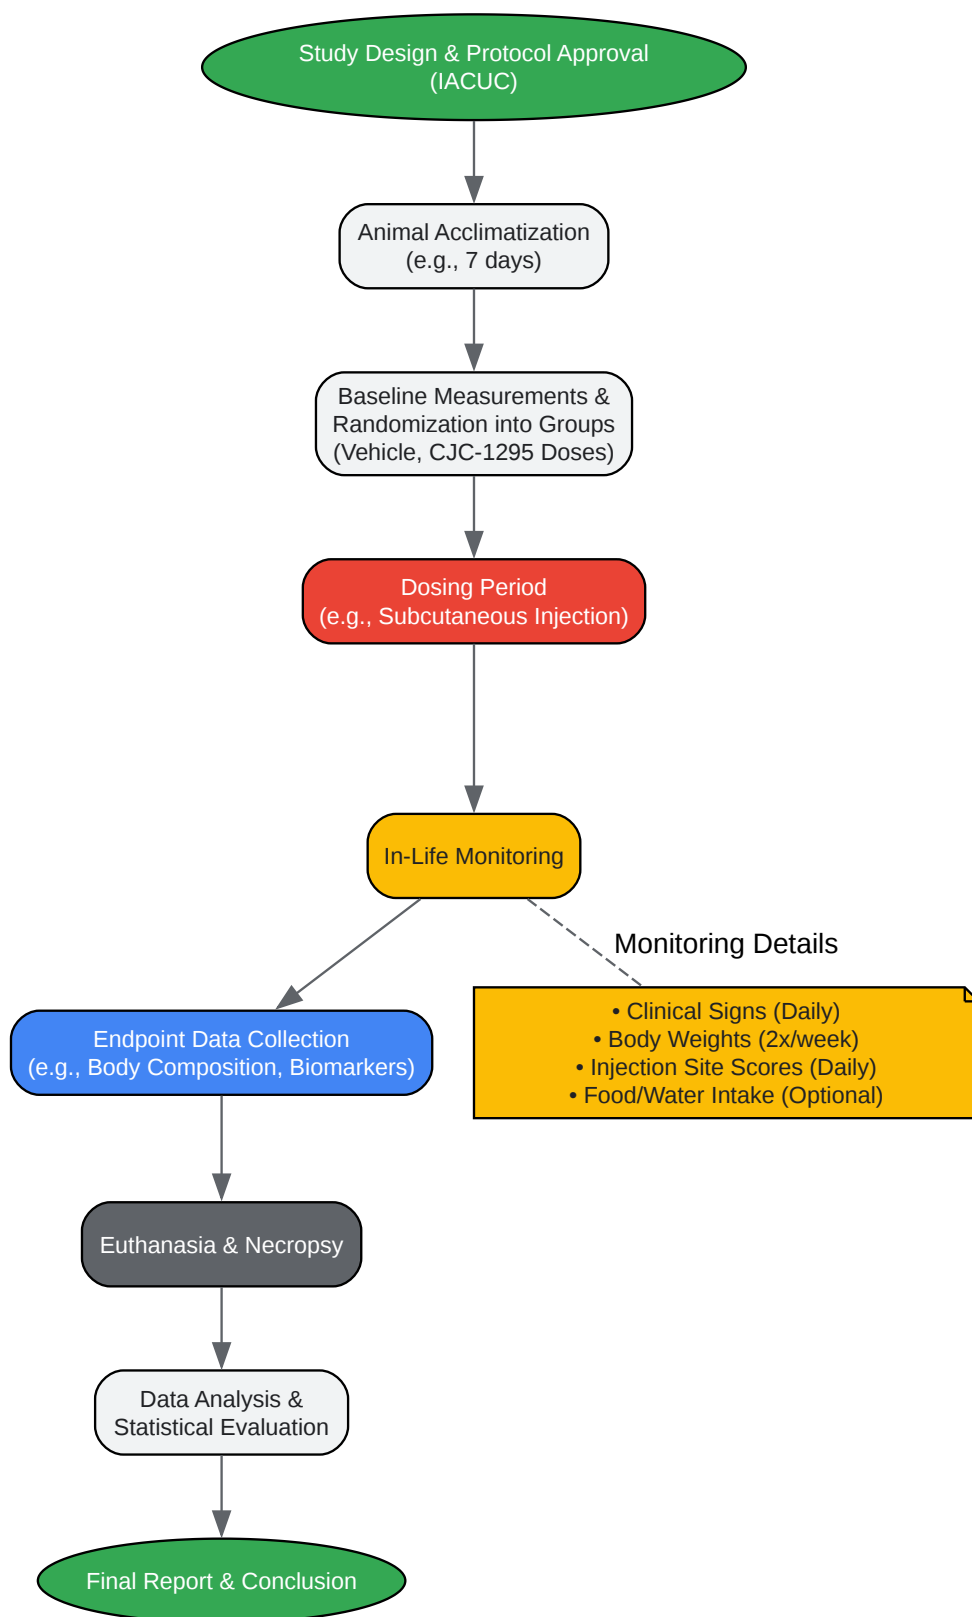 Study Design & Protocol Approval
(IACUC)
Animal Acclimatization
(e.g., 7 days)
Baseline Measurements &
Randomization into Groups
(Vehicle, CJC-1295 Doses)
Dosing Period
(e.g., Subcutaneous Injection)
In-Life Monitoring
Monitoring Details
• Clinical Signs (Daily)
• Body Weights (2x/week)
• Injection Site Scores (Daily)
• Food/Water Intake (Optional)
Endpoint Data Collection
(e.g., Body Composition, Biomarkers)
Euthanasia & Necropsy
Data Analysis &
Statistical Evaluation
Final Report & Conclusion